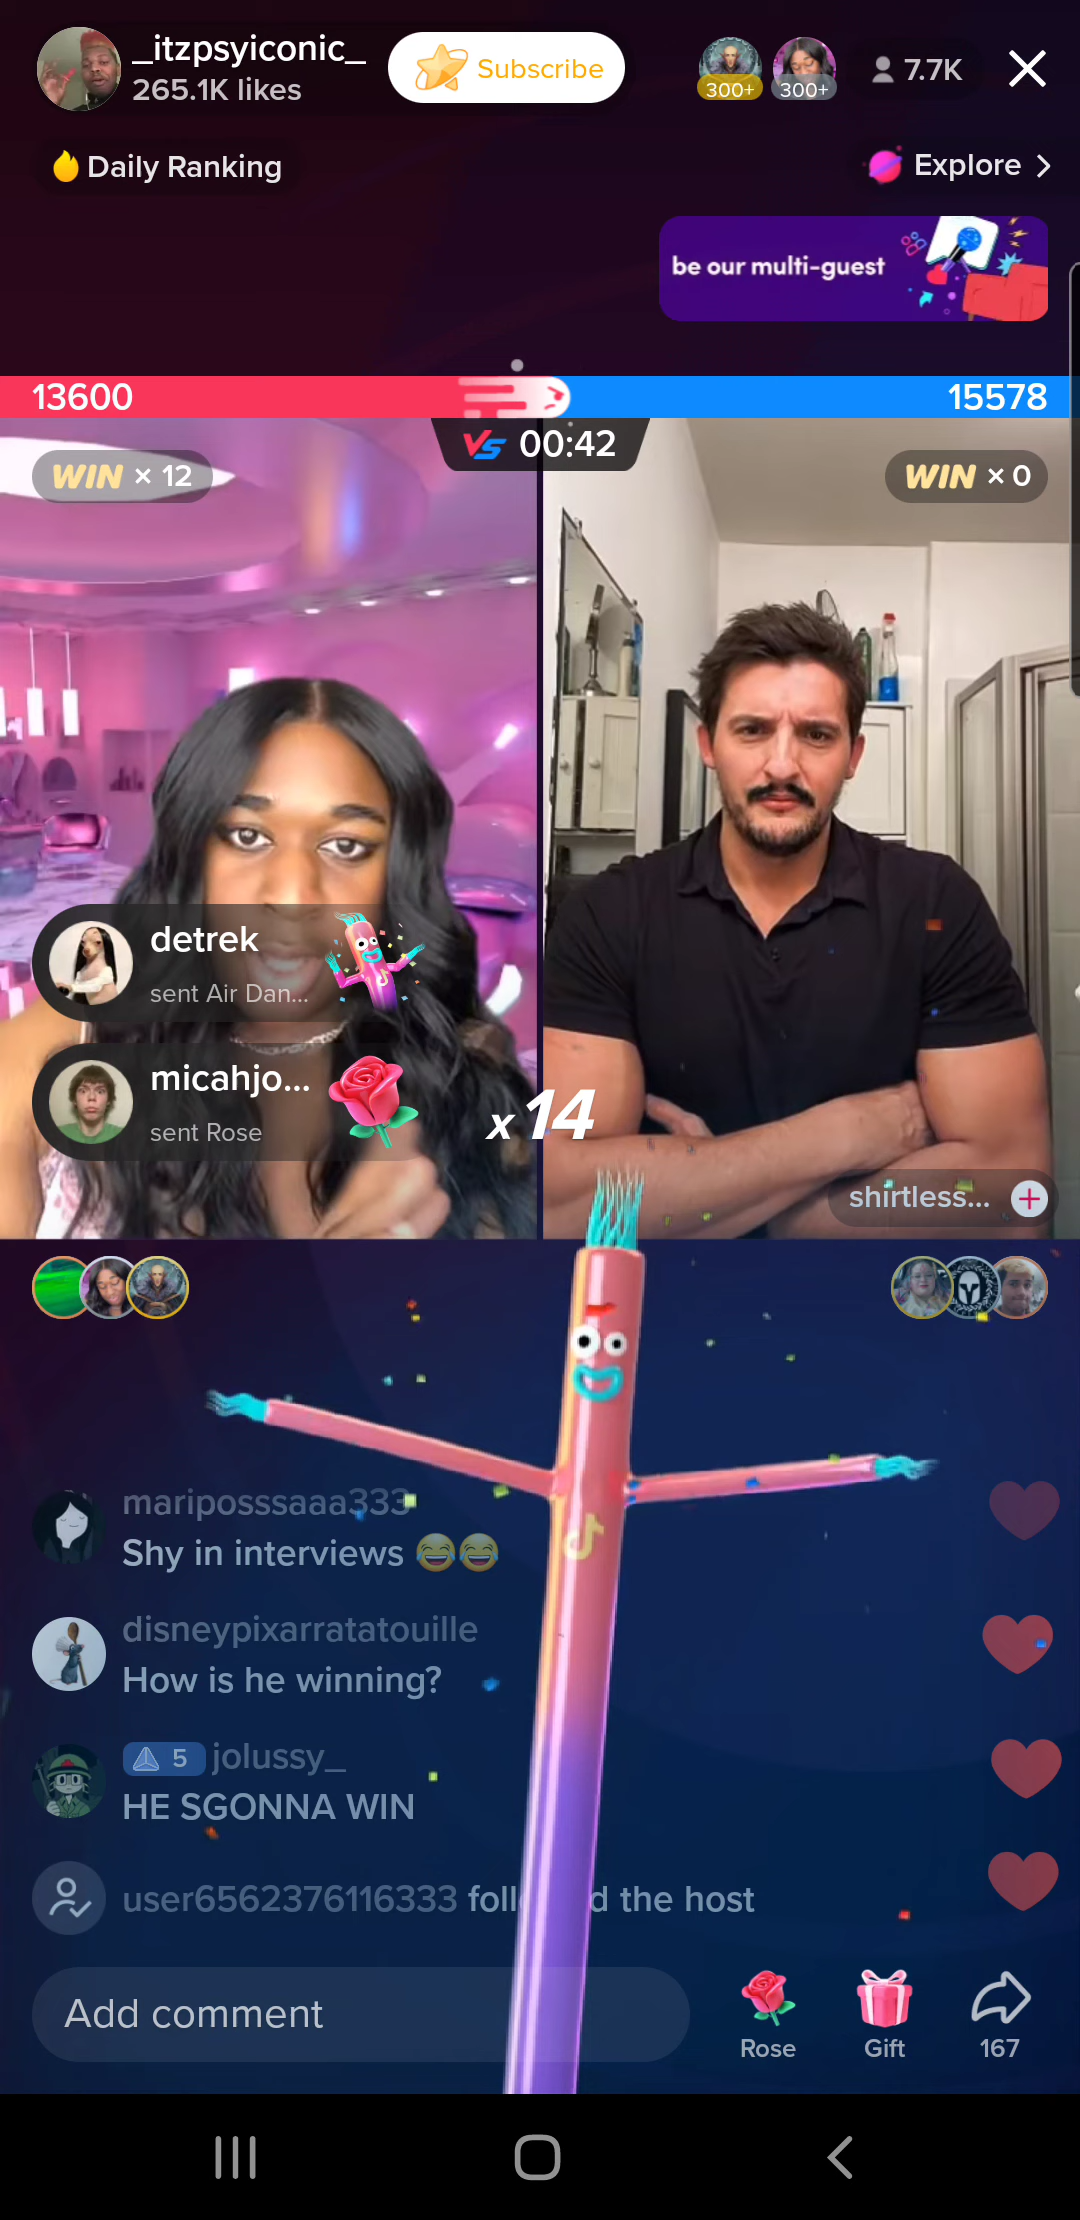 _itzpsyiconic_
265.1K likes
Subscribe
300+
300+
7.7K
Daily Ranking
Explore
be our multi-guest
13600
15578
VS 00:42
WIN × 12
WIN × 0
detrek
sent Air Dan...
micahjo...
sent Rose
x 14
shirtless...
mariposssaaa333
Shy in interviews 😂😂
disneypixarratatouille
How is he winning?
5 jolussy_
HE SGONNA WIN
user6562376116333 foll d the host
Add comment
Rose
Gift
167